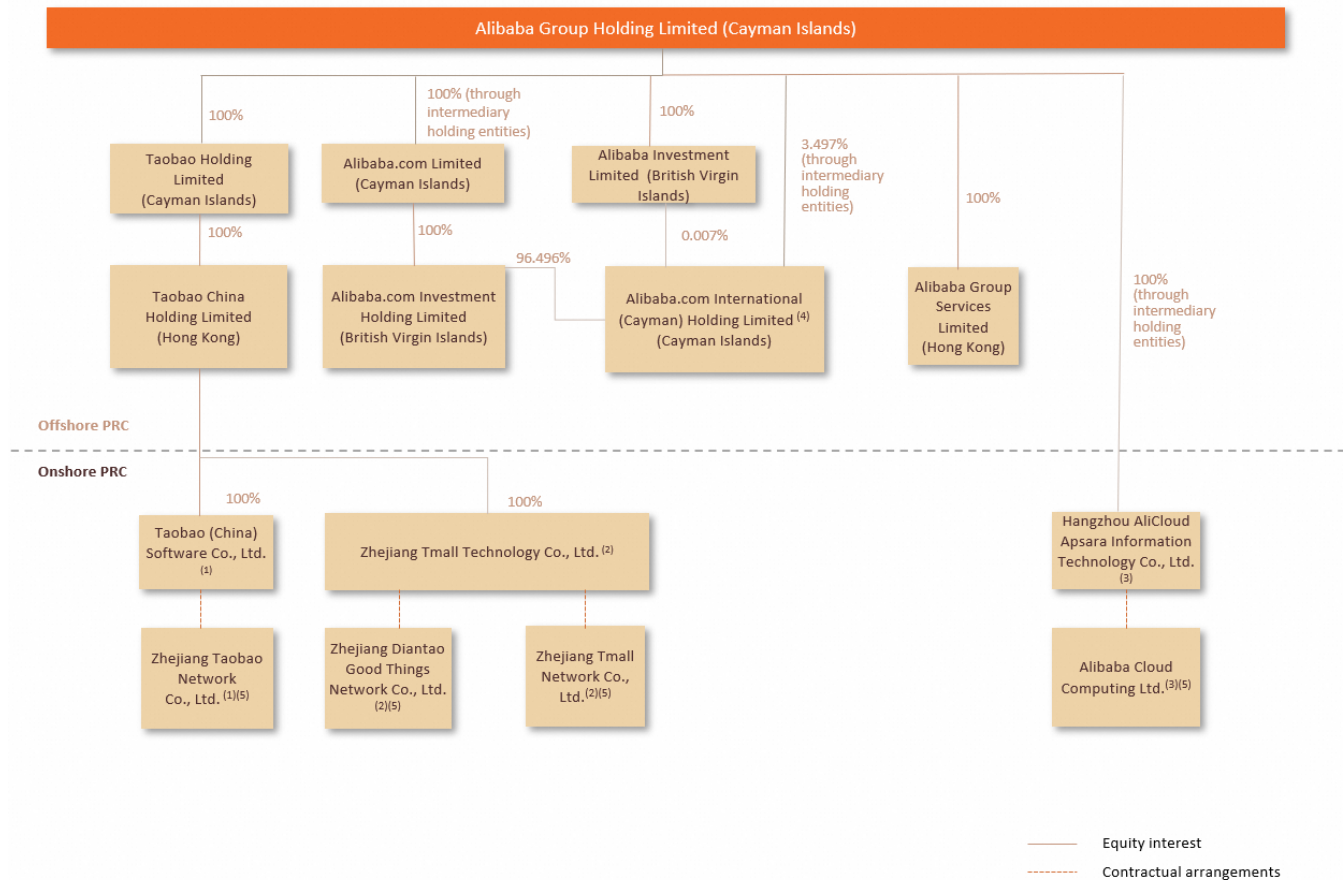 Alibaba Group Holding Limited (Cayman Islands)
100%
100% (through
intermediary
holding entities)
100%
3.497%
(through
intermediary
holding
entities)
100%
100%
(through
intermediary
holding
entities)
Taobao Holding
Limited
(Cayman Islands)
Alibaba.com Limited
(Cayman Islands)
Alibaba Investment
Limited (British Virgin
Islands)
100%
100%
0.007%
96.496%
Taobao China
Holding Limited
(Hong Kong)
Alibaba.com Investment
Holding Limited
(British Virgin Islands)
Alibaba.com International
(Cayman) Holding Limited (4)
(Cayman Islands)
Alibaba Group
Services
Limited
(Hong Kong)
Offshore PRC
Onshore PRC
100%
100%
Taobao (China)
Software Co., Ltd.
(1)
Zhejiang Tmall Technology Co., Ltd. (2)
Hangzhou AliCloud
Apsara Information
Technology Co., Ltd.
(3)
Zhejiang Taobao
Network
Co., Ltd. (1)(5)
Zhejiang Diantao
Good Things
Network Co., Ltd.
(2)(5)
Zhejiang Tmall
Network Co.,
Ltd.(2)(5)
Alibaba Cloud
Computing Ltd.(3)(5)
Equity interest
Contractual arrangements